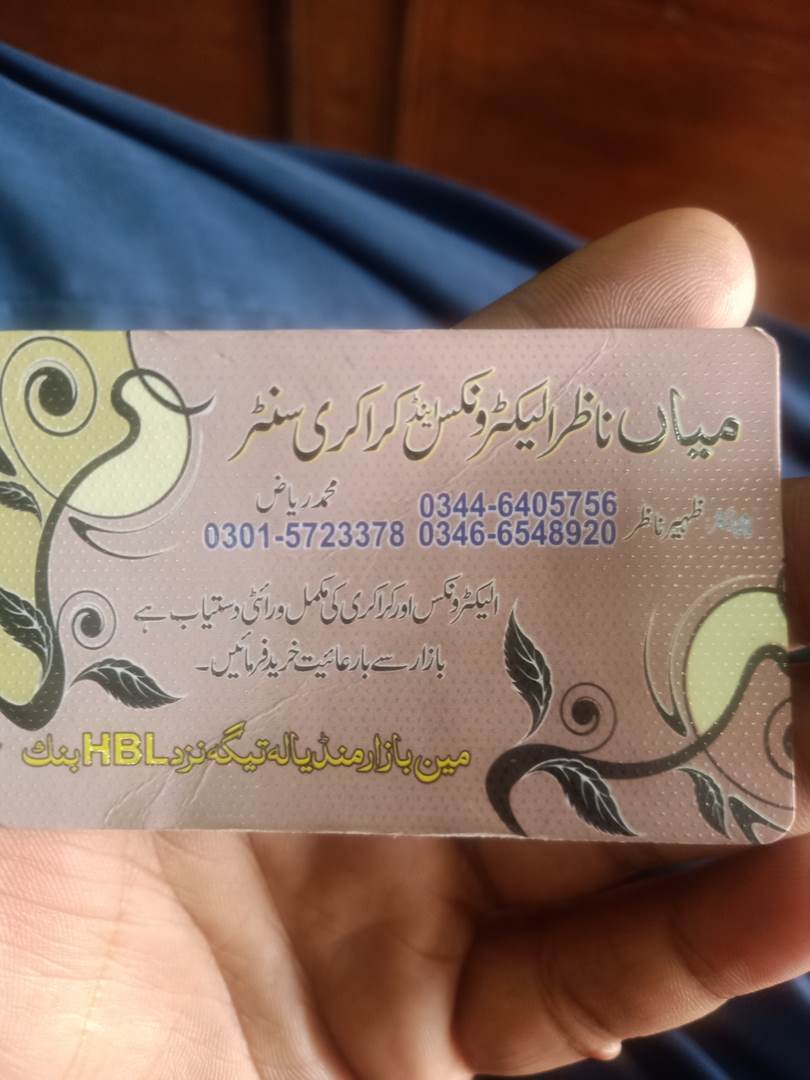 میاں ناظر الیکٹرونکس اینڈ کراکری سنٹر
ظہیر ناظر 0344-6405756 محمد ریاض
0346-6548920 0301-5723378
الیکٹرونکس اور کراکری کی مکمل ورائٹی دستیاب ہے
بازار سے بارعائیت خرید فرمائیں۔
مین بازار منڈیالہ تیگہ نزد HBL بنک